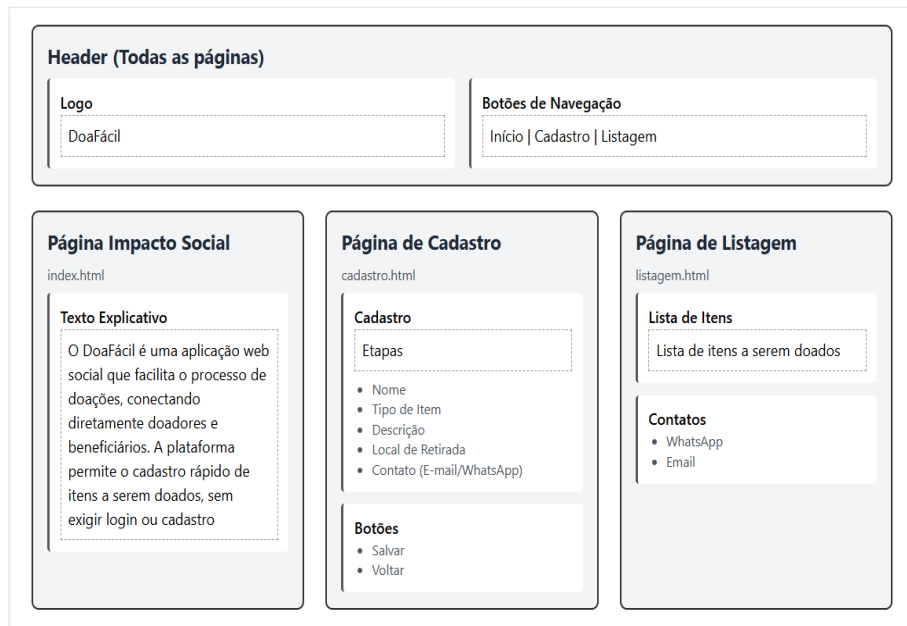 Header (Todas as páginas)
Logo
DoaFácil
Botões de Navegação
Início | Cadastro | Listagem
Página Impacto Social
index.html
Texto Explicativo
O DoaFácil é uma aplicação web
social que facilita o processo de
doações, conectando
diretamente doadores e
beneficiários. A plataforma
permite o cadastro rápido de
itens a serem doados, sem
exigir login ou cadastro
Página de Cadastro
cadastro.html
Cadastro
Etapas
• Nome
• Tipo de Item
• Descrição
• Local de Retirada
• Contato (E-mail/WhatsApp)
Botões
• Salvar
• Voltar
Página de Listagem
listagem.html
Lista de Itens
Lista de itens a serem doados
Contatos
• WhatsApp
• Email